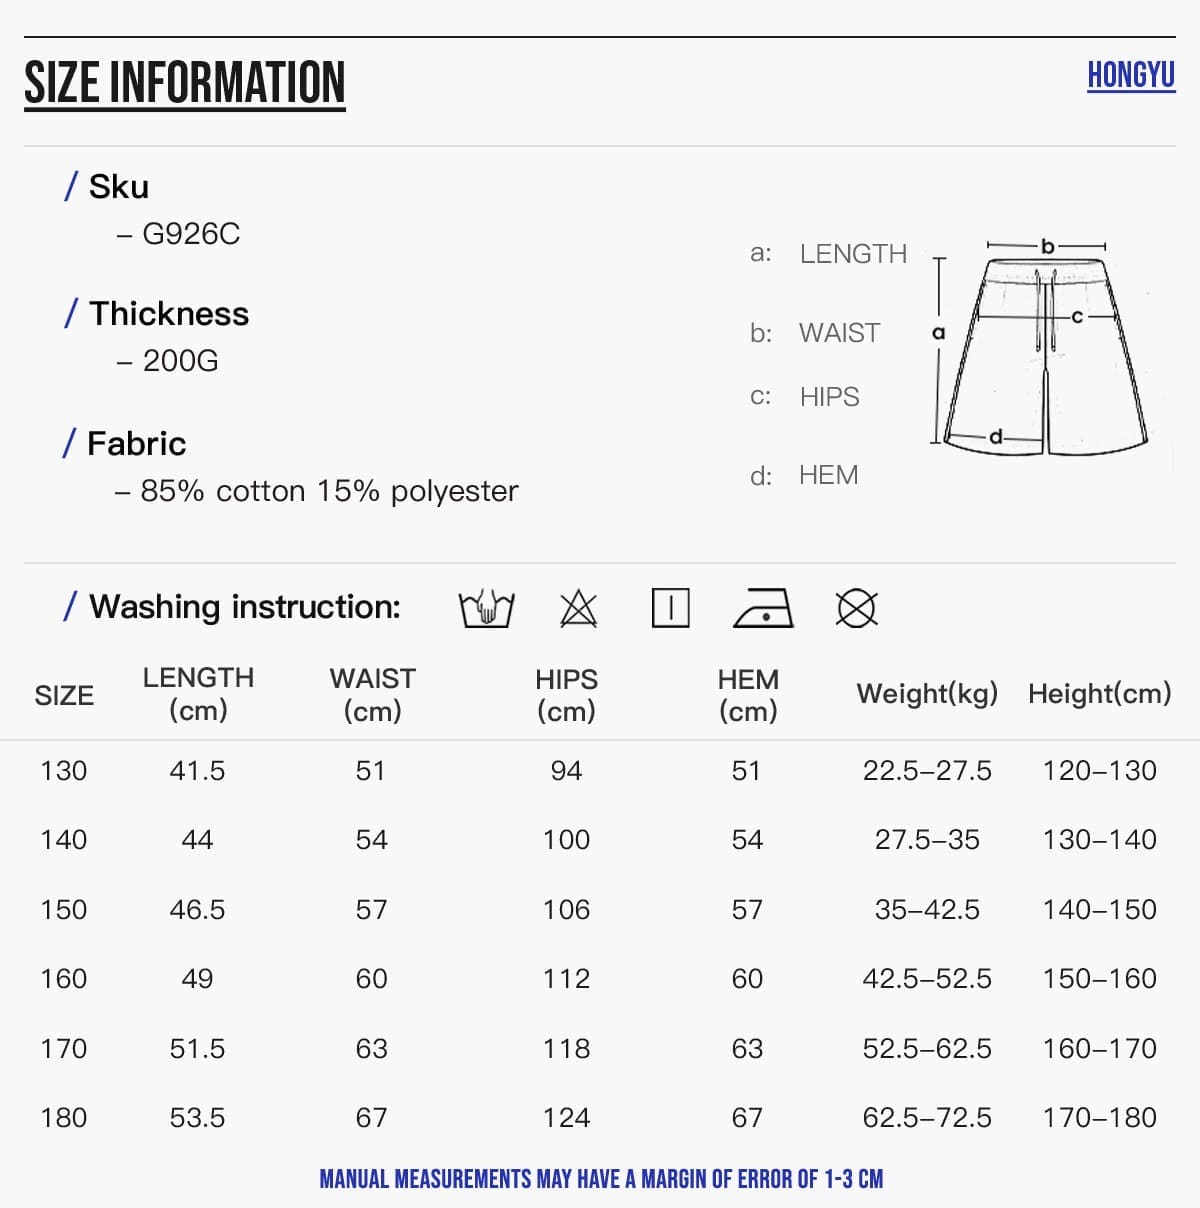 SIZE INFORMATION
HONGYU
/ Sku
– G926C
/ Thickness
– 200G
/ Fabric
– 85% cotton 15% polyester
a: LENGTH
b: WAIST
c: HIPS
d: HEM
b
c
a
d
/ Washing instruction:
SIZE LENGTH (cm) WAIST (cm) HIPS (cm) HEM (cm) Weight(kg) Height(cm)
130 41.5 51 94 51 22.5–27.5 120–130
140 44 54 100 54 27.5–35 130–140
150 46.5 57 106 57 35–42.5 140–150
160 49 60 112 60 42.5–52.5 150–160
170 51.5 63 118 63 52.5–62.5 160–170
180 53.5 67 124 67 62.5–72.5 170–180
MANUAL MEASUREMENTS MAY HAVE A MARGIN OF ERROR OF 1-3 CM